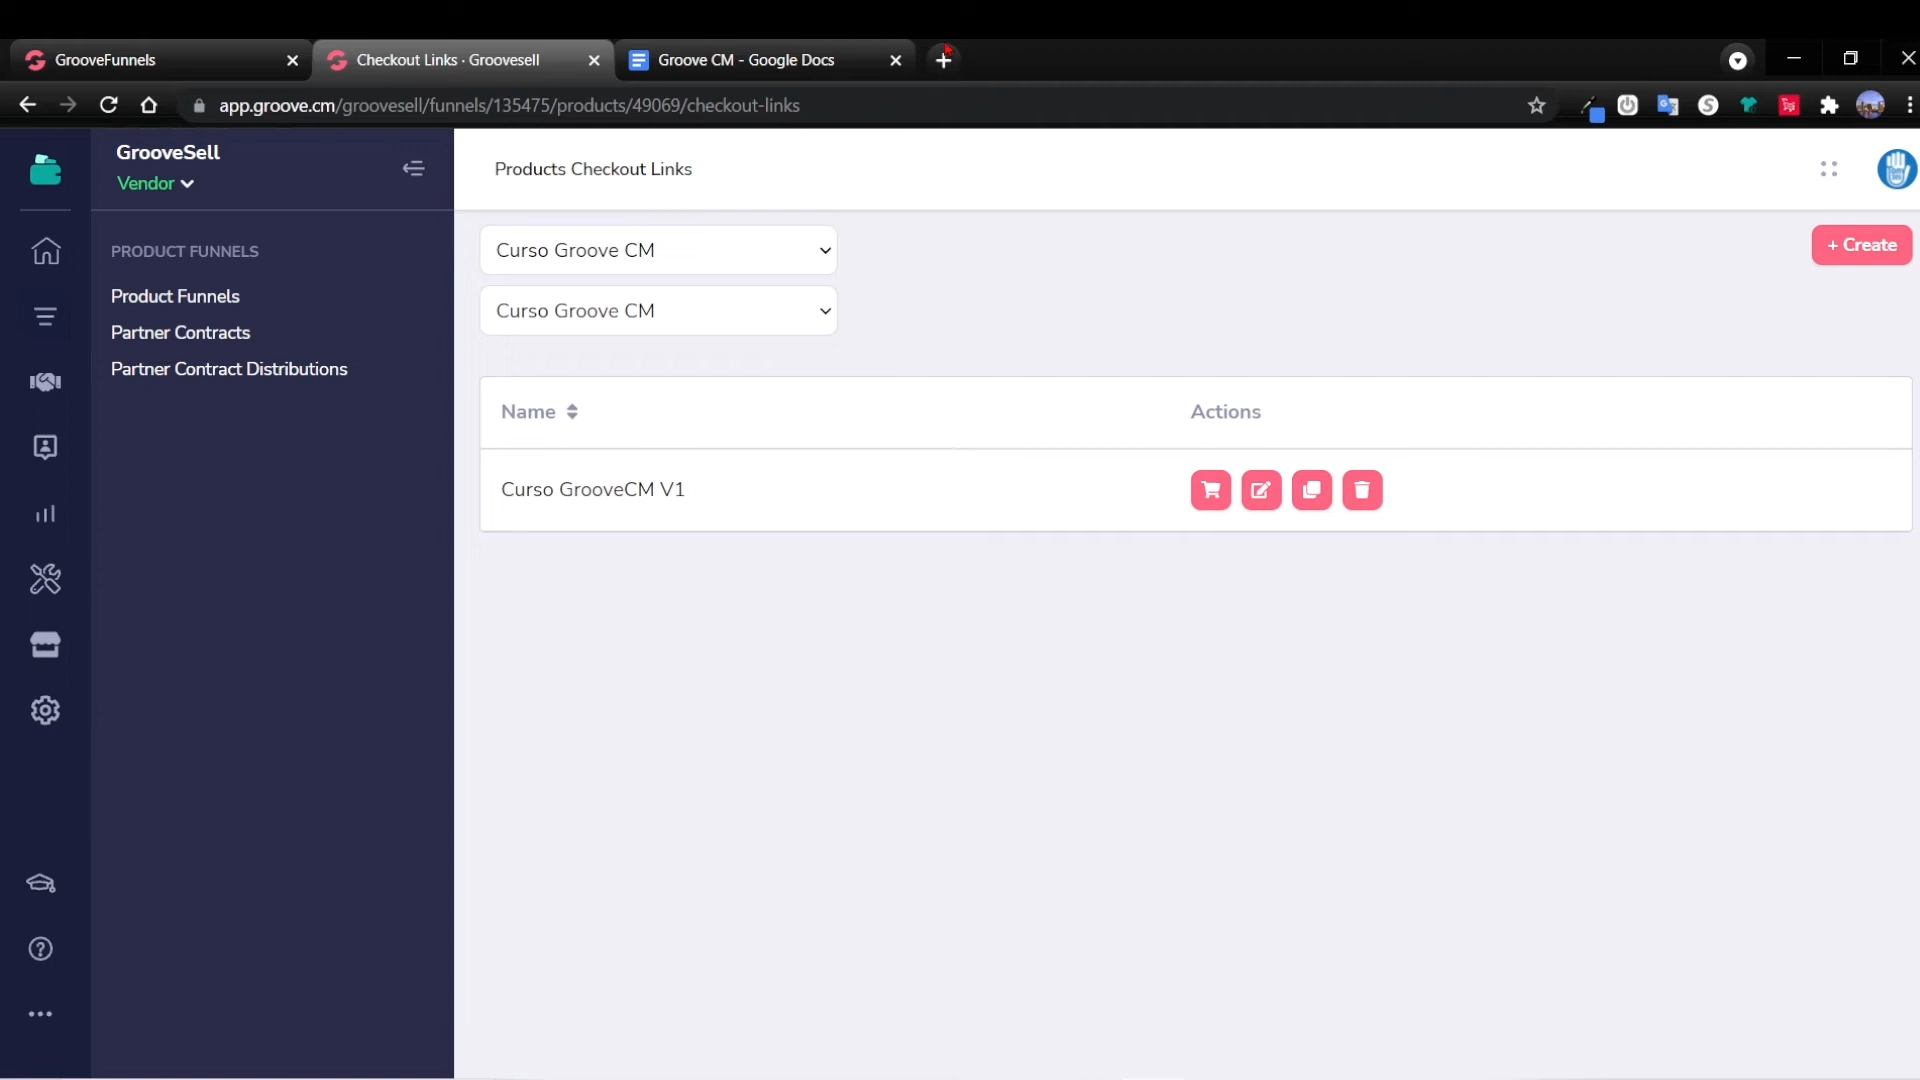 GrooveFunnels
Checkout Links · Groovesell
Groove CM - Google Docs
app.groove.cm/groovesell/funnels/135475/products/49069/checkout-links
GrooveSell
Vendor
Products Checkout Links
PRODUCT FUNNELS
Product Funnels
Partner Contracts
Partner Contract Distributions
Curso Groove CM
+ Create
Curso Groove CM
Name
Actions
Curso GrooveCM V1